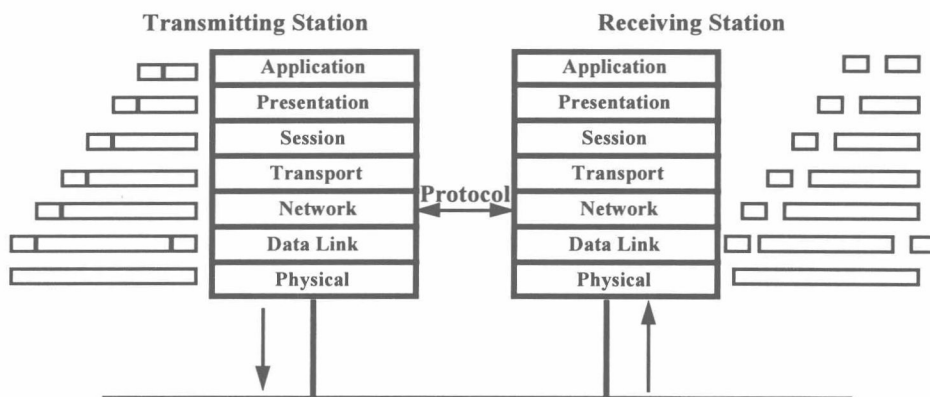 Transmitting Station
Receiving Station
Application
Application
Presentation
Presentation
Session
Session
Transport
Transport
Protocol
Network
Network
Data Link
Data Link
Physical
Physical